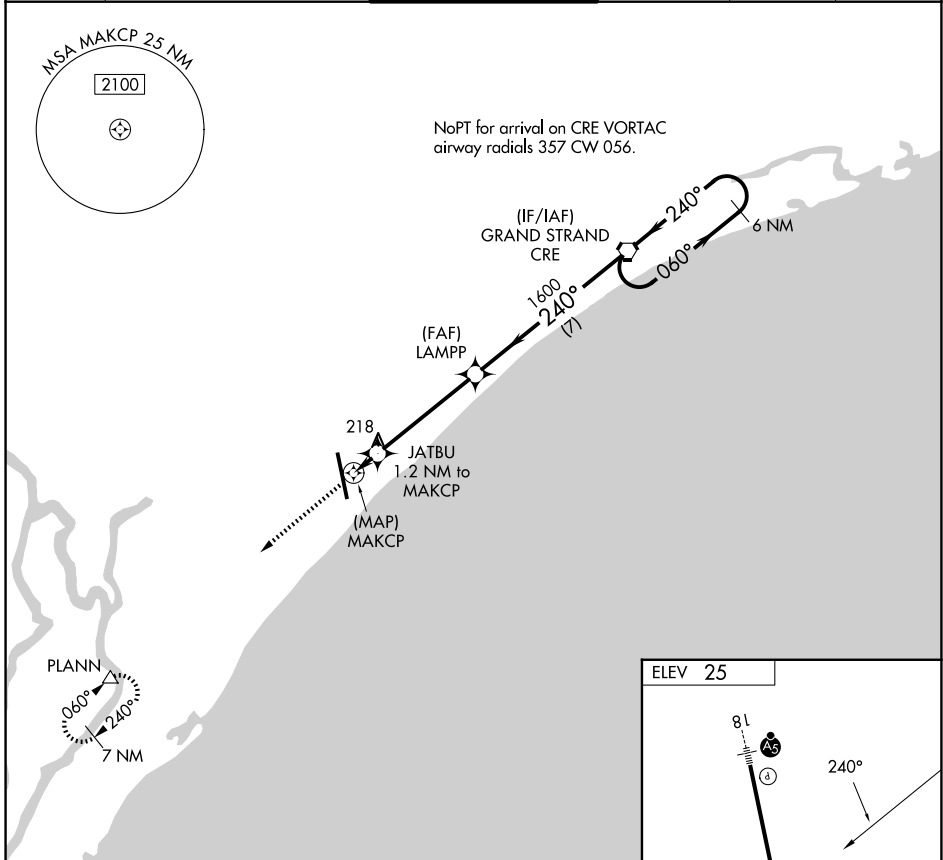 MSA MAKCP 25 NM
2100
NoPT for arrival on CRE VORTAC
airway radials 357 CW 056.
240°
6 NM
(IF/IAF)
GRAND STRAND
CRE
060°
1600
240°
(7)
(FAF)
LAMPP
218
JATBU
1.2 NM to
MAKCP
(MAP)
MAKCP
PLANN
060°
240°
7 NM
ELEV 25
18
A5
P
240°